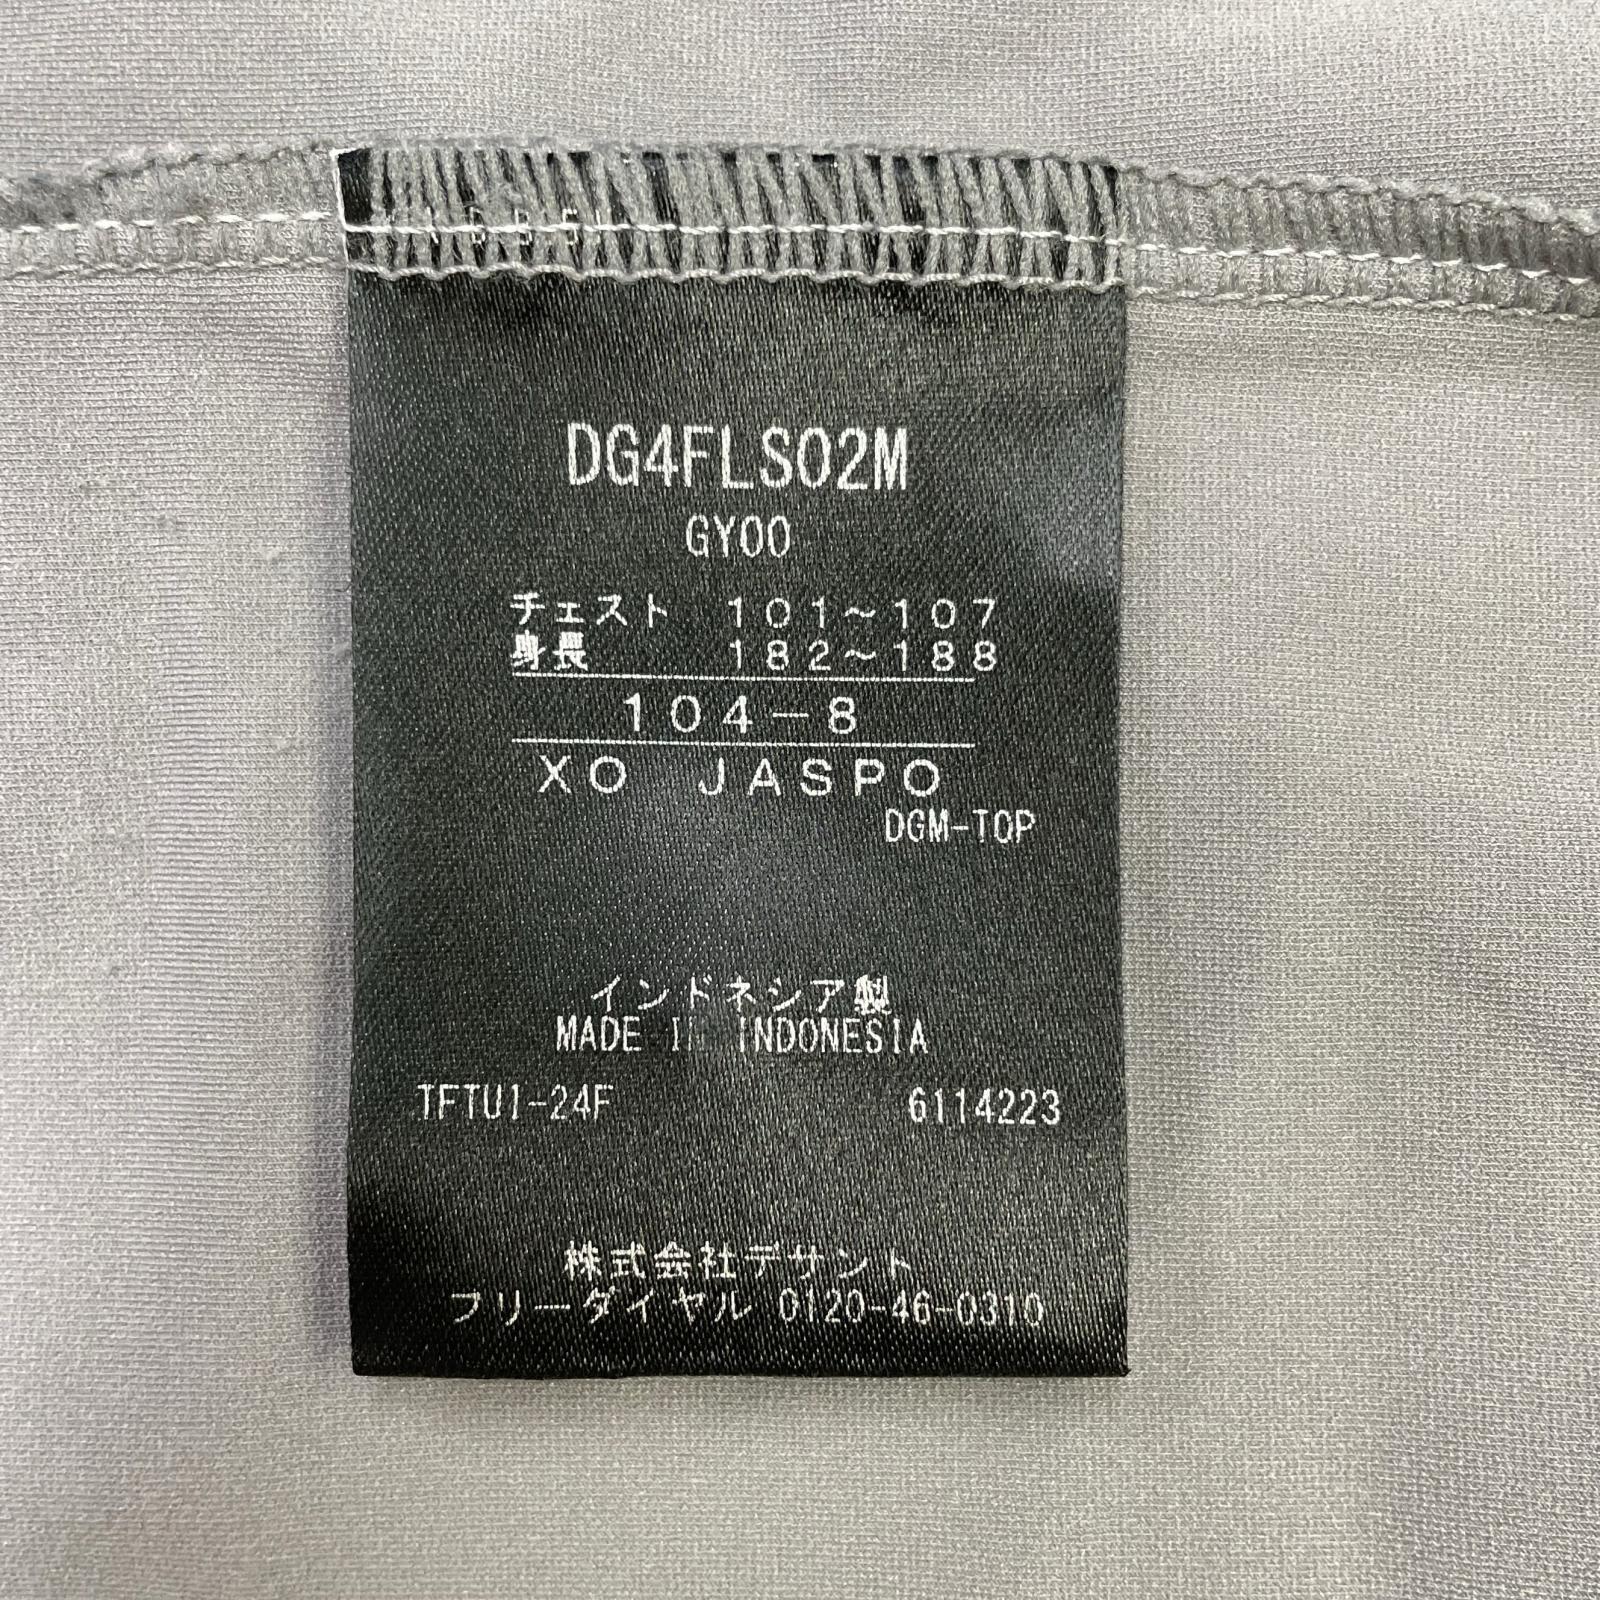 DG4FLS02M
GY00
チェスト 101~107
身長 182~188
104-8
XO JASPO
DGM-TOP
インドネシア製
MADE IN INDONESIA
TFTU1-24F 6114223
株式会社デサント
フリーダイヤル 0120-46-0310